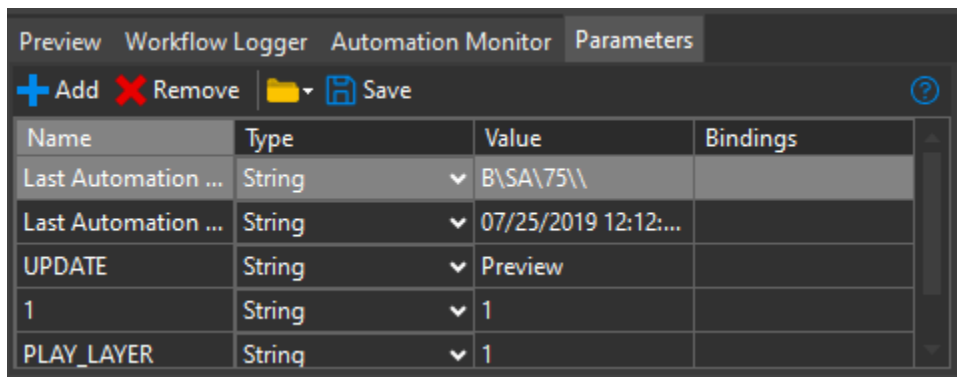 Preview Workflow Logger Automation Monitor Parameters
Add Remove Save ?
Name Type Value Bindings
Last Automation ... String B\SA\75\\
Last Automation ... String 07/25/2019 12:12:...
UPDATE String Preview
1 String 1
PLAY_LAYER String 1